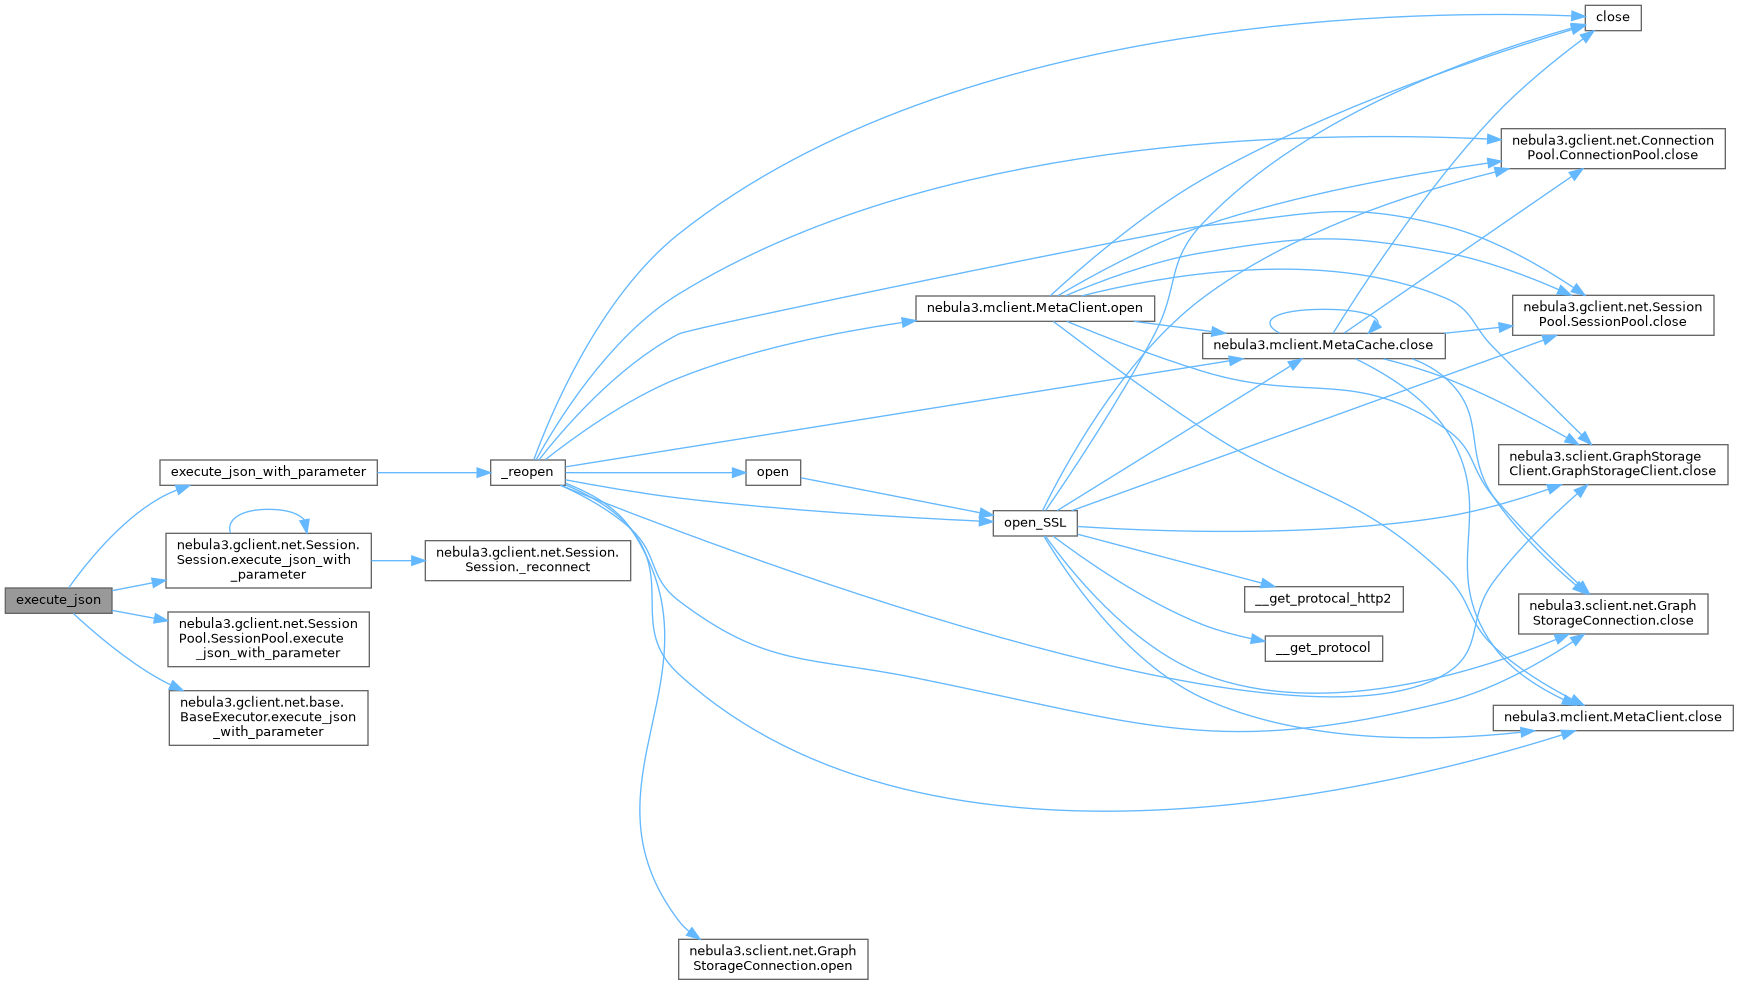 close
nebula3.gclient.net.Connection
Pool.ConnectionPool.close
nebula3.mclient.MetaClient.open
nebula3.gclient.net.Session
Pool.SessionPool.close
nebula3.mclient.MetaCache.close
execute_json_with_parameter
_reopen
open
nebula3.sclient.GraphStorage
Client.GraphStorageClient.close
open_SSL
nebula3.gclient.net.Session.
Session.execute_json_with
_parameter
nebula3.gclient.net.Session.
Session._reconnect
execute_json
__get_protocal_http2
nebula3.sclient.net.Graph
StorageConnection.close
nebula3.gclient.net.Session
Pool.SessionPool.execute
_json_with_parameter
__get_protocol
nebula3.gclient.net.base.
BaseExecutor.execute_json
_with_parameter
nebula3.mclient.MetaClient.close
nebula3.sclient.net.Graph
StorageConnection.open